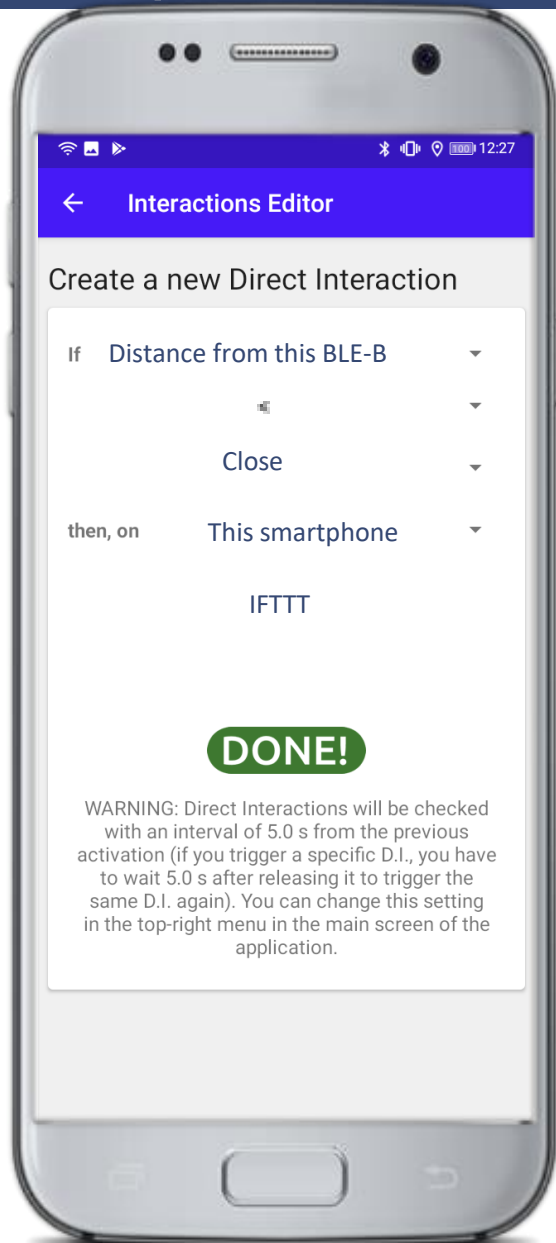 100 12:27
Interactions Editor
Create a new Direct Interaction
If Distance from this BLE-B
Close
then, on This smartphone
IFTTT
DONE!
WARNING: Direct Interactions will be checked
with an interval of 5.0 s from the previous
activation (if you trigger a specific D.I., you have
to wait 5.0 s after releasing it to trigger the
same D.I. again). You can change this setting
in the top-right menu in the main screen of the
application.